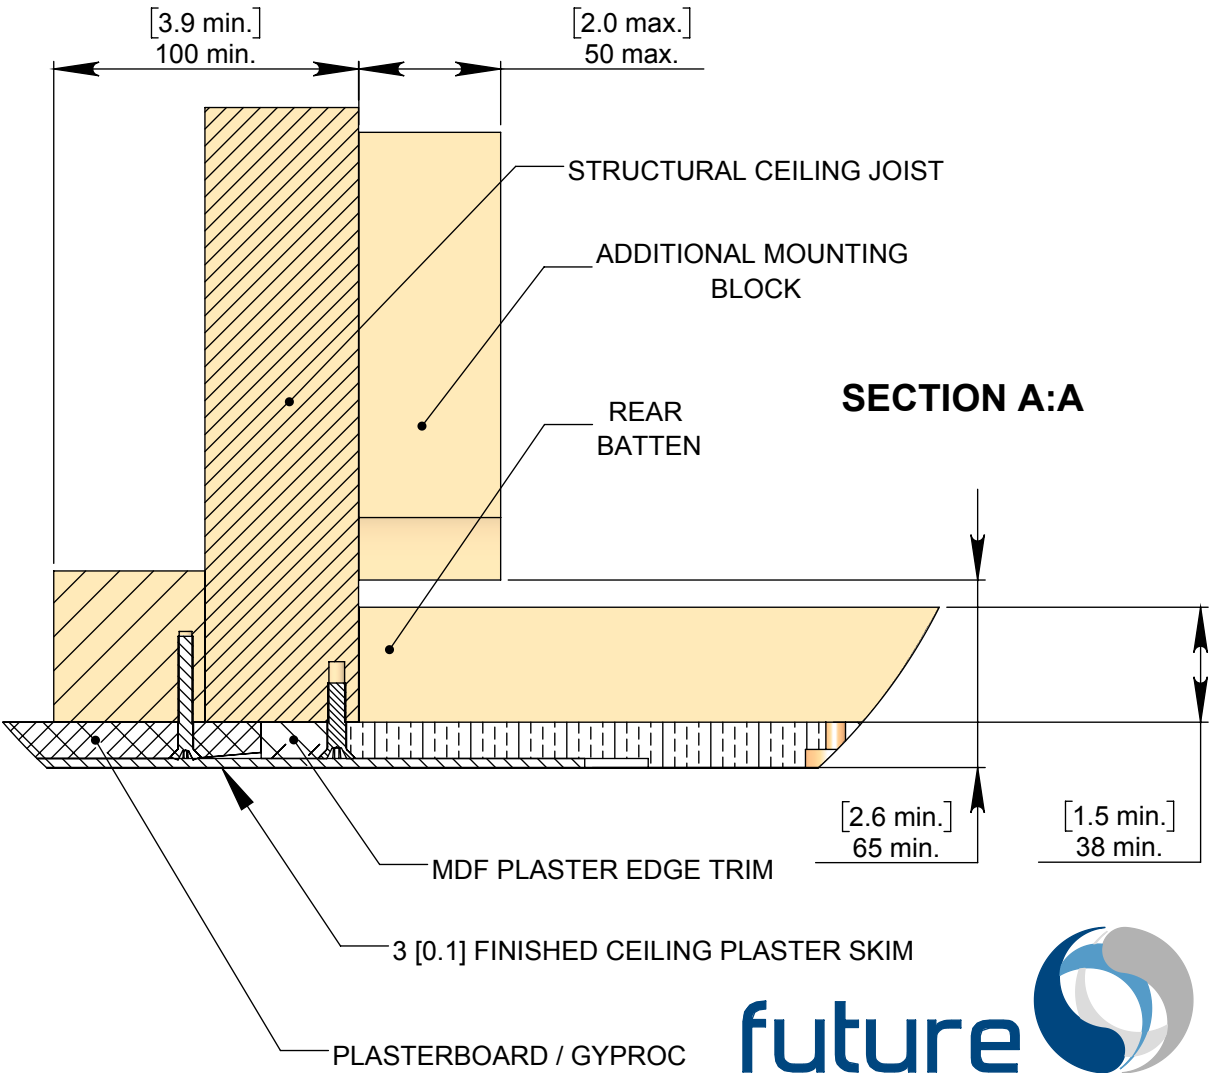 [3.9 min.]
100 min.
[2.0 max.]
50 max.
STRUCTURAL CEILING JOIST
ADDITIONAL MOUNTING
BLOCK
SECTION A:A
REAR
BATTEN
[2.6 min.]
65 min.
[1.5 min.]
38 min.
MDF PLASTER EDGE TRIM
3 [0.1] FINISHED CEILING PLASTER SKIM
future
PLASTERBOARD / GYPROC